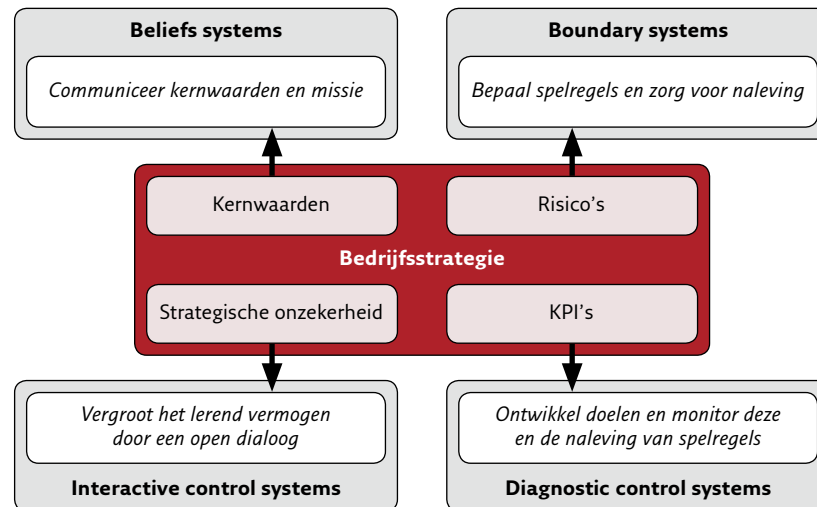 Beliefs systems
Communiceer kernwaarden en missie
Boundary systems
Bepaal spelregels en zorg voor naleving
Kernwaarden
Risico’s
Bedrijfsstrategie
Strategische onzekerheid
KPI’s
Vergroot het lerend vermogen
door een open dialoog
Interactive control systems
Ontwikkel doelen en monitor deze
en de naleving van spelregels
Diagnostic control systems